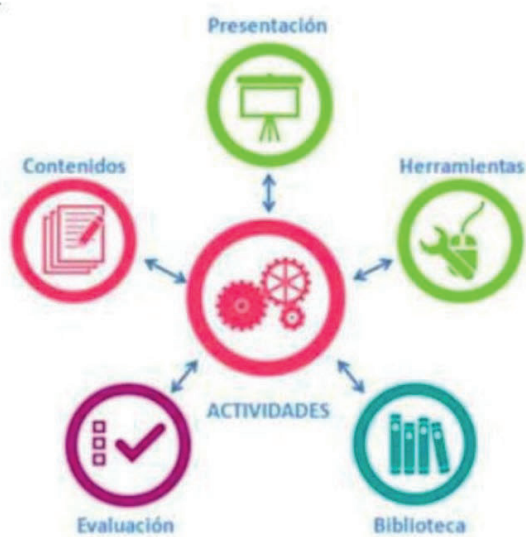 Presentación
Contenidos
Herramientas
ACTIVIDADES
Evaluación
Biblioteca